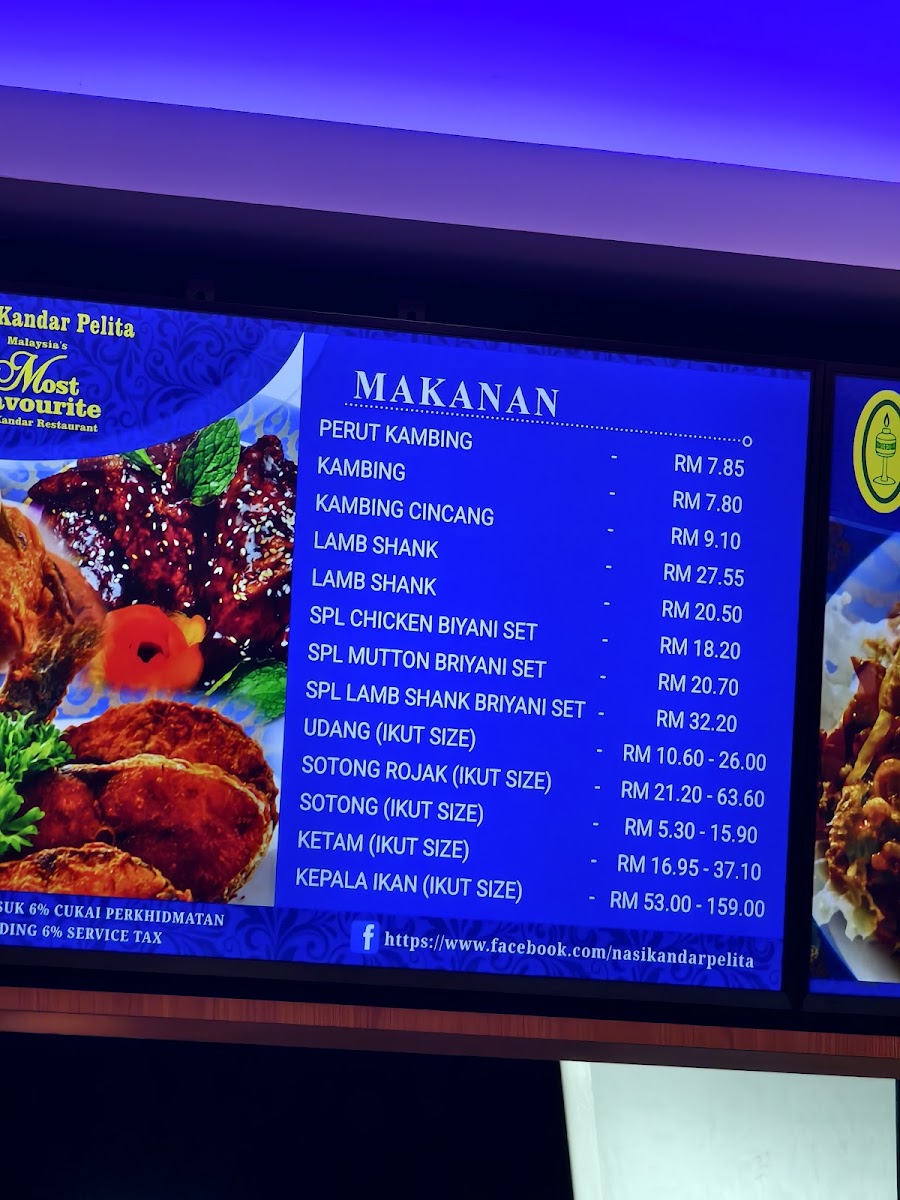 Kandar Pelita
Malaysia's
Most
avourite
Kandar Restaurant
MAKANAN
PERUT KAMBING - RM 7.85
KAMBING - RM 7.80
KAMBING CINCANG - RM 9.10
LAMB SHANK - RM 27.55
LAMB SHANK - RM 20.50
SPL CHICKEN BIYANI SET - RM 18.20
SPL MUTTON BRIYANI SET - RM 20.70
SPL LAMB SHANK BRIYANI SET - RM 32.20
UDANG (IKUT SIZE) - RM 10.60 - 26.00
SOTONG ROJAK (IKUT SIZE) - RM 21.20 - 63.60
SOTONG (IKUT SIZE) - RM 5.30 - 15.90
KETAM (IKUT SIZE) - RM 16.95 - 37.10
KEPALA IKAN (IKUT SIZE) - RM 53.00 - 159.00
SUK 6% CUKAI PERKHIDMATAN
DING 6% SERVICE TAX
f https://www.facebook.com/nasikandarpelita